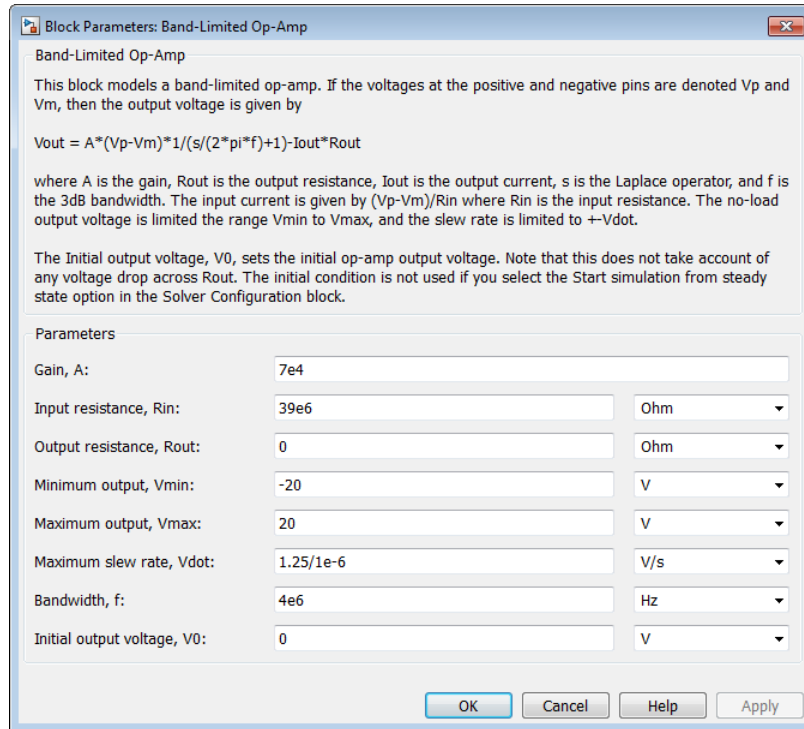 Block Parameters: Band-Limited Op-Amp
Band-Limited Op-Amp
This block models a band-limited op-amp. If the voltages at the positive and negative pins are denoted Vp and
Vm, then the output voltage is given by
Vout = A*(Vp-Vm)*1/(s/(2*pi*f)+1)-Iout*Rout
where A is the gain, Rout is the output resistance, Iout is the output current, s is the Laplace operator, and f is
the 3dB bandwidth. The input current is given by (Vp-Vm)/Rin where Rin is the input resistance. The no-load
output voltage is limited the range Vmin to Vmax, and the slew rate is limited to +-Vdot.
The Initial output voltage, V0, sets the initial op-amp output voltage. Note that this does not take account of
any voltage drop across Rout. The initial condition is not used if you select the Start simulation from steady
state option in the Solver Configuration block.
Parameters
Gain, A: 7e4
Input resistance, Rin: 39e6 Ohm
Output resistance, Rout: 0 Ohm
Minimum output, Vmin: -20 V
Maximum output, Vmax: 20 V
Maximum slew rate, Vdot: 1.25/1e-6 V/s
Bandwidth, f: 4e6 Hz
Initial output voltage, V0: 0 V
OK Cancel Help Apply